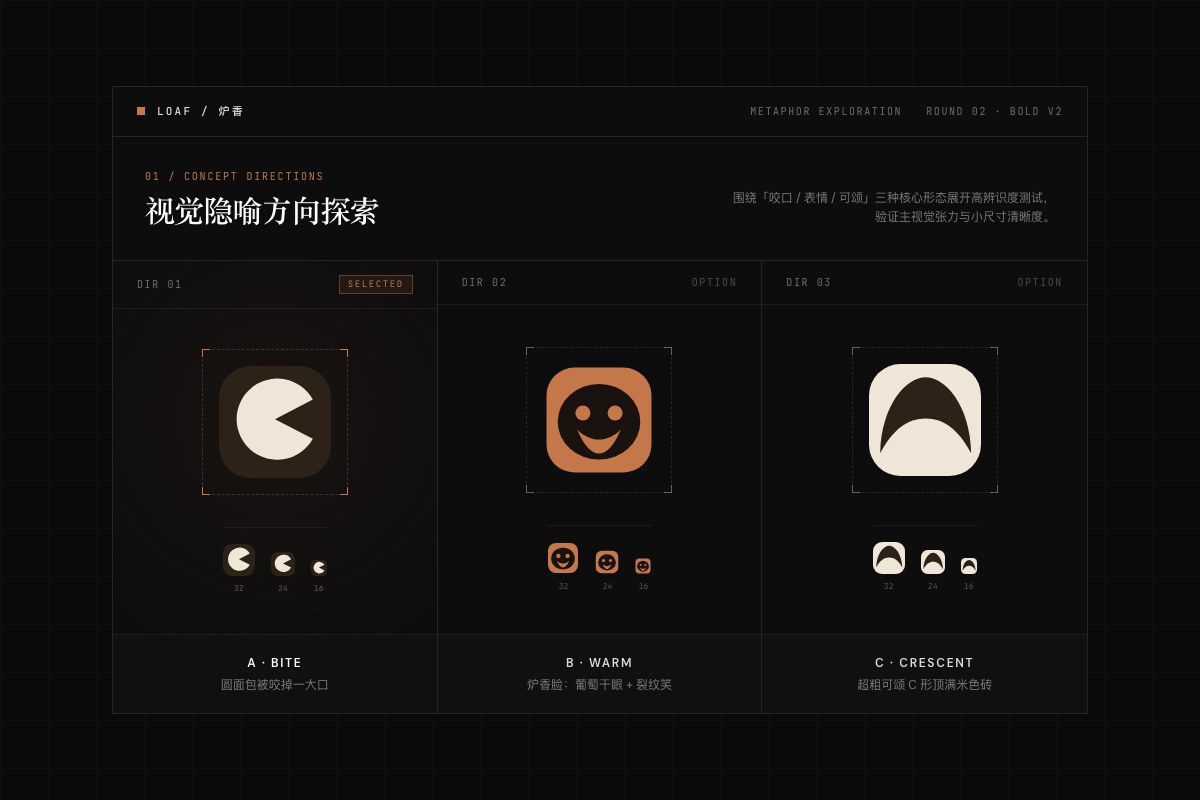 LOAF / 炉香
METAPHOR EXPLORATION
ROUND 02 · BOLD V2
01 / CONCEPT DIRECTIONS
视觉隐喻方向探索
围绕「咬口 / 表情 / 可颂」三种核心形态展开高辨识度测试,
验证主视觉张力与小尺寸清晰度。
DIR 01
SELECTED
32
24
16
A · BITE
圆面包被咬掉一大口
DIR 02
OPTION
32
24
16
B · WARM
炉香脸: 葡萄干眼 + 裂纹笑
DIR 03
OPTION
32
24
16
C · CRESCENT
超粗可颂 C 形顶满米色砖